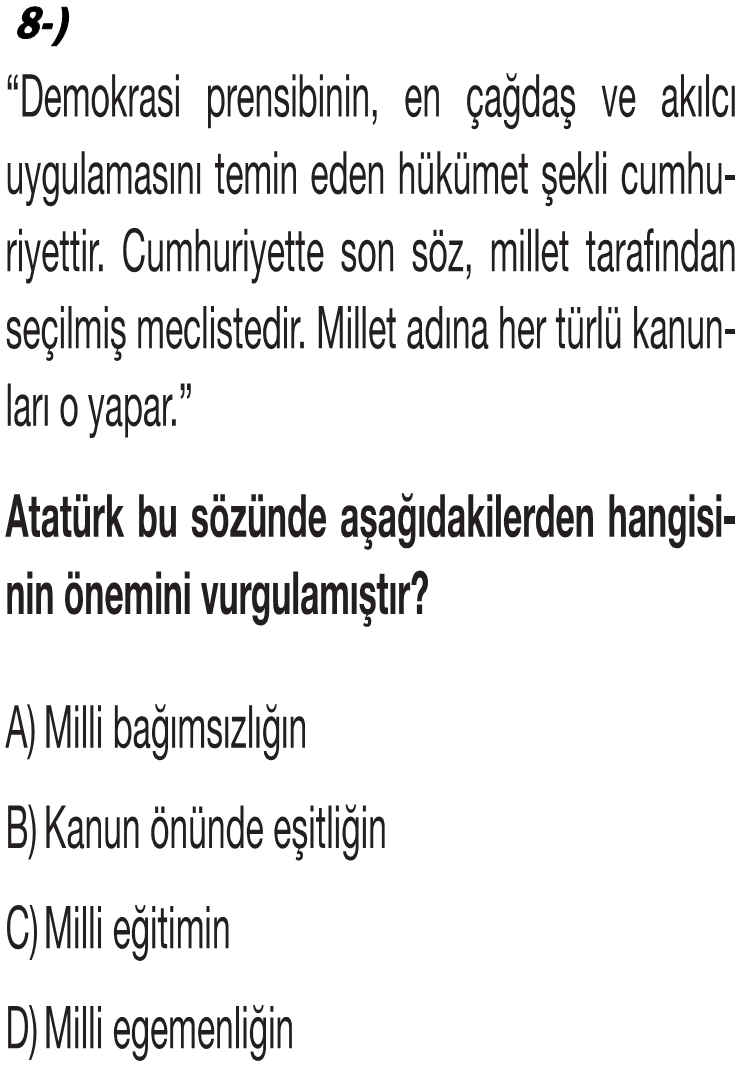 8-)
“Demokrasi prensibinin, en çağdaş ve akılcı
uygulamasını temin eden hükümet şekli cumhu-
riyettir. Cumhuriyette son söz, millet tarafından
seçilmiş meclistedir. Millet adına her türlü kanun-
ları o yapar.”
Atatürk bu sözünde aşağıdakilerden hangisi-
nin önemini vurgulamıştır?
A) Milli bağımsızlığın
B) Kanun önünde eşitliğin
C) Milli eğitimin
D) Milli egemenliğin